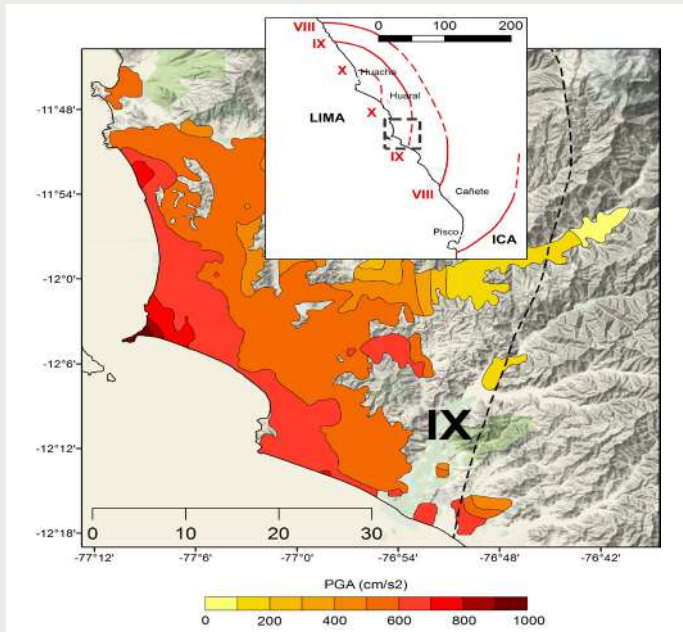 0 50 100 200
VIII
IX
X
Huacho
Huaral
X
LIMA
IX
VIII
Cañete
Pisco
ICA
-11°48'
-11°54'
-12°0'
-12°6'
-12°12'
-12°18'
IX
0 10 20 30
-77°12' -77°6' -77°0' -76°54' -76°48' -76°42'
PGA (cm/s2)
0 200 400 600 800 1000